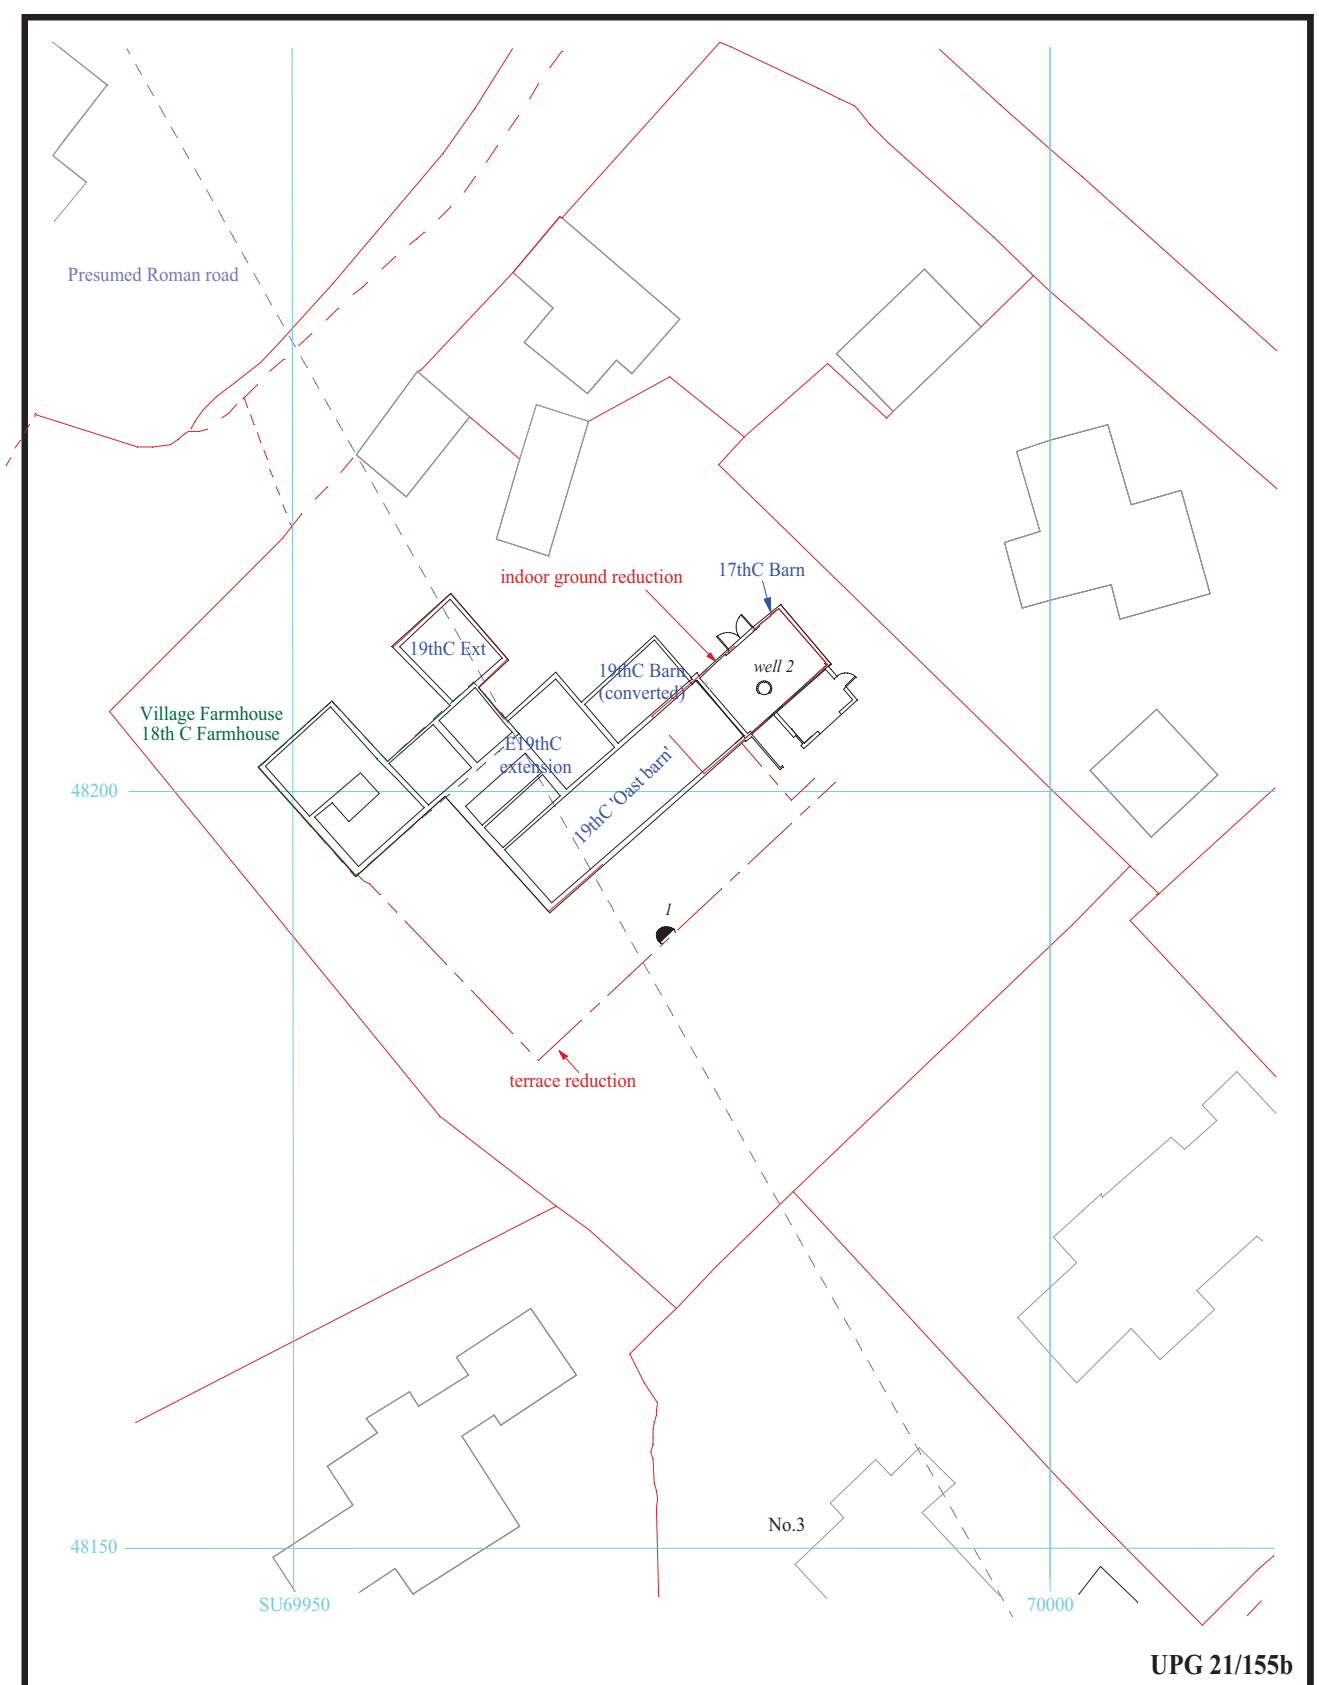 Presumed Roman road
indoor ground reduction
17thC Barn
19thC Ext
19thC Barn
(converted)
well 2
Village Farmhouse
18th C Farmhouse
E19thC
extension
19thC 'Oast barn'
48200
1
terrace reduction
No.3
48150
SU69950
70000
UPG 21/155b